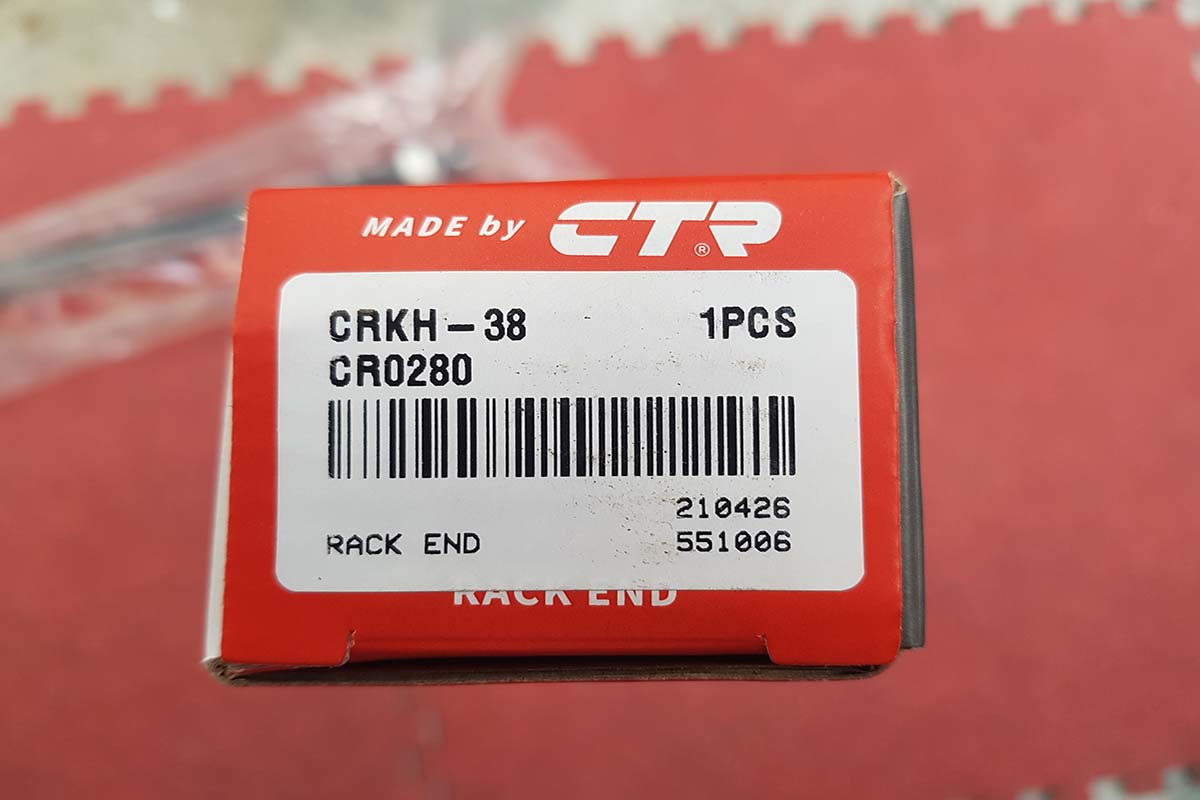 MADE by CTR®
CRKH-38 1PCS
CR0280
210426
RACK END 551006
RACK END